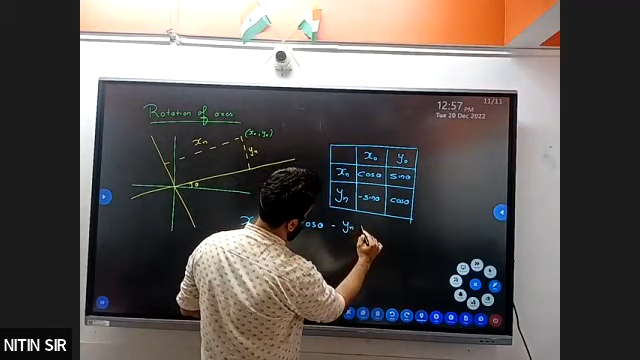 Rotation of axes
12:57 PM
Tue 20 Dec 2022
11/11
(x₀, y₀)
xₙ
yₙ
θ
x₀ y₀
xₙ cosθ sinθ
yₙ -sinθ cosθ
cosθ - yₙ
NITIN SIR